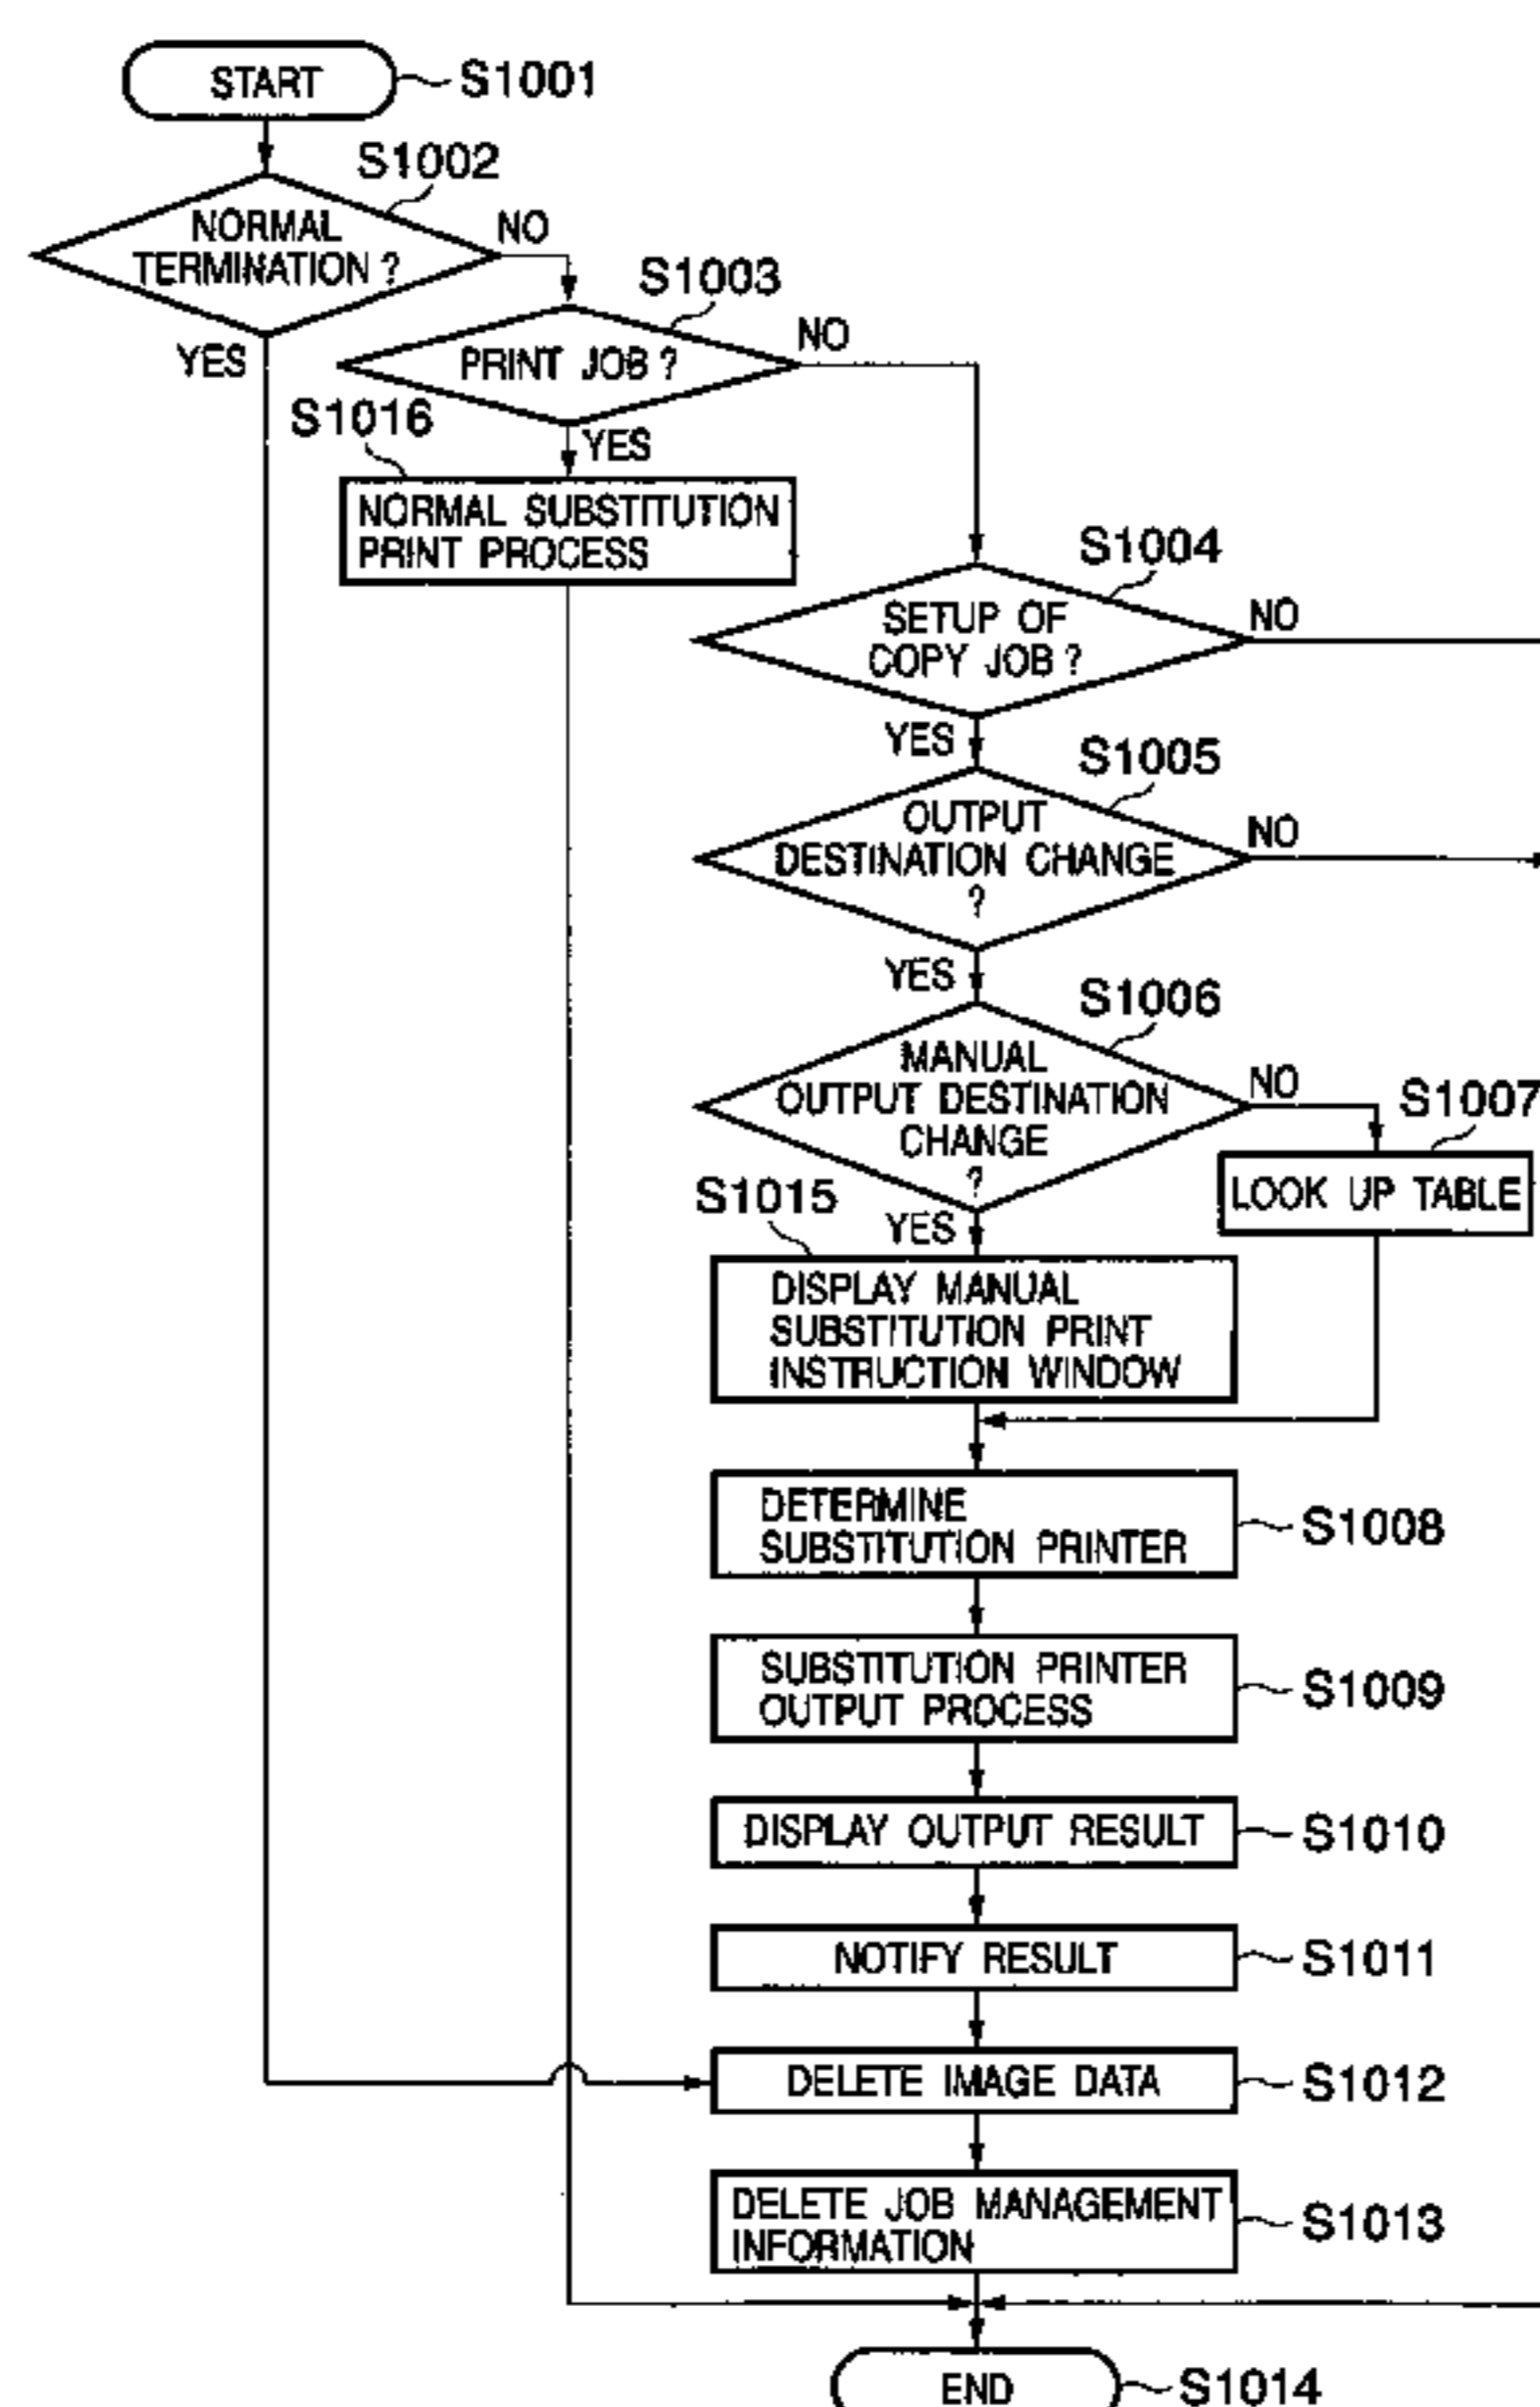 START
S1001
S1002
NORMAL
TERMINATION ?
NO
YES
S1003
PRINT JOB ?
NO
YES
S1016
NORMAL SUBSTITUTION
PRINT PROCESS
S1004
SETUP OF
COPY JOB ?
NO
YES
S1005
OUTPUT
DESTINATION CHANGE
?
NO
YES
S1006
MANUAL
OUTPUT DESTINATION
CHANGE
?
NO
S1007
LOOK UP TABLE
YES
S1015
DISPLAY MANUAL
SUBSTITUTION PRINT
INSTRUCTION WINDOW
DETERMINE
SUBSTITUTION PRINTER
S1008
SUBSTITUTION PRINTER
OUTPUT PROCESS
S1009
DISPLAY OUTPUT RESULT
S1010
NOTIFY RESULT
S1011
DELETE IMAGE DATA
S1012
DELETE JOB MANAGEMENT
INFORMATION
S1013
END
S1014